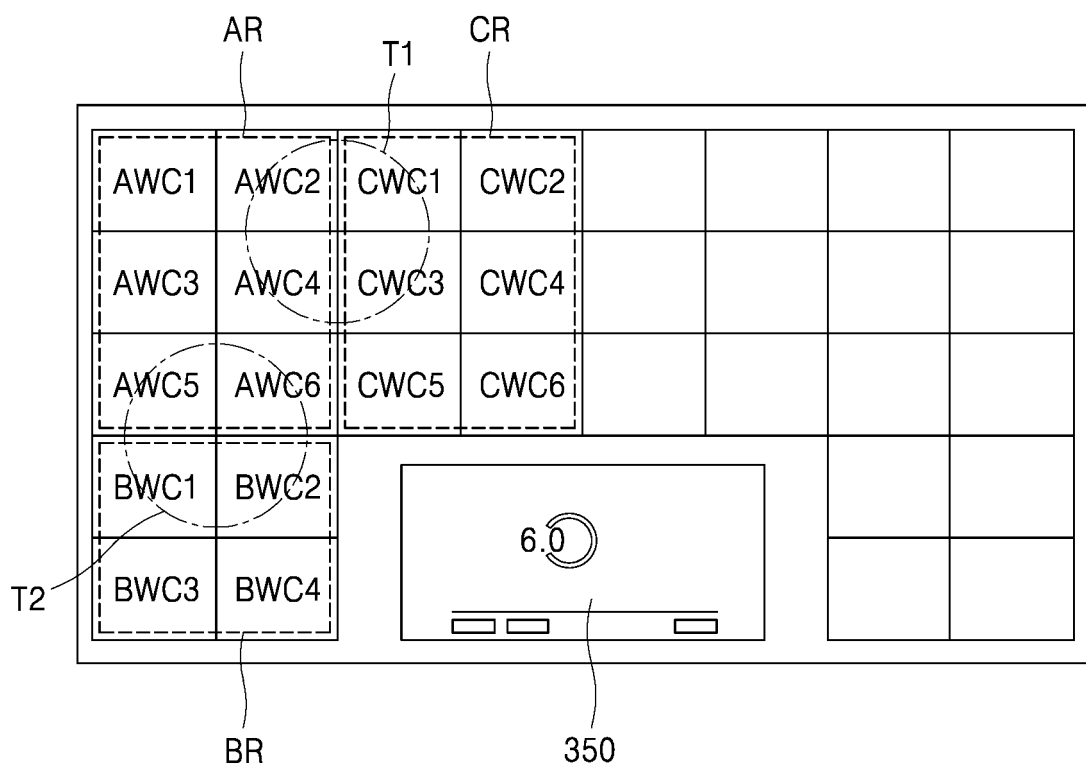 AR CR
T1
AWC1 AWC2 CWC1 CWC2
AWC3 AWC4 CWC3 CWC4
AWC5 AWC6 CWC5 CWC6
BWC1 BWC2
6.0
BWC3 BWC4
T2
BR 350